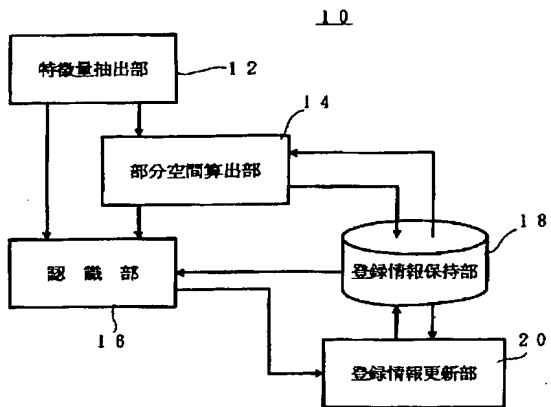 １０
特徴量抽出部
１２
１４
部分空間算出部
１８
認識部
登録情報保持部
１６
２０
登録情報更新部